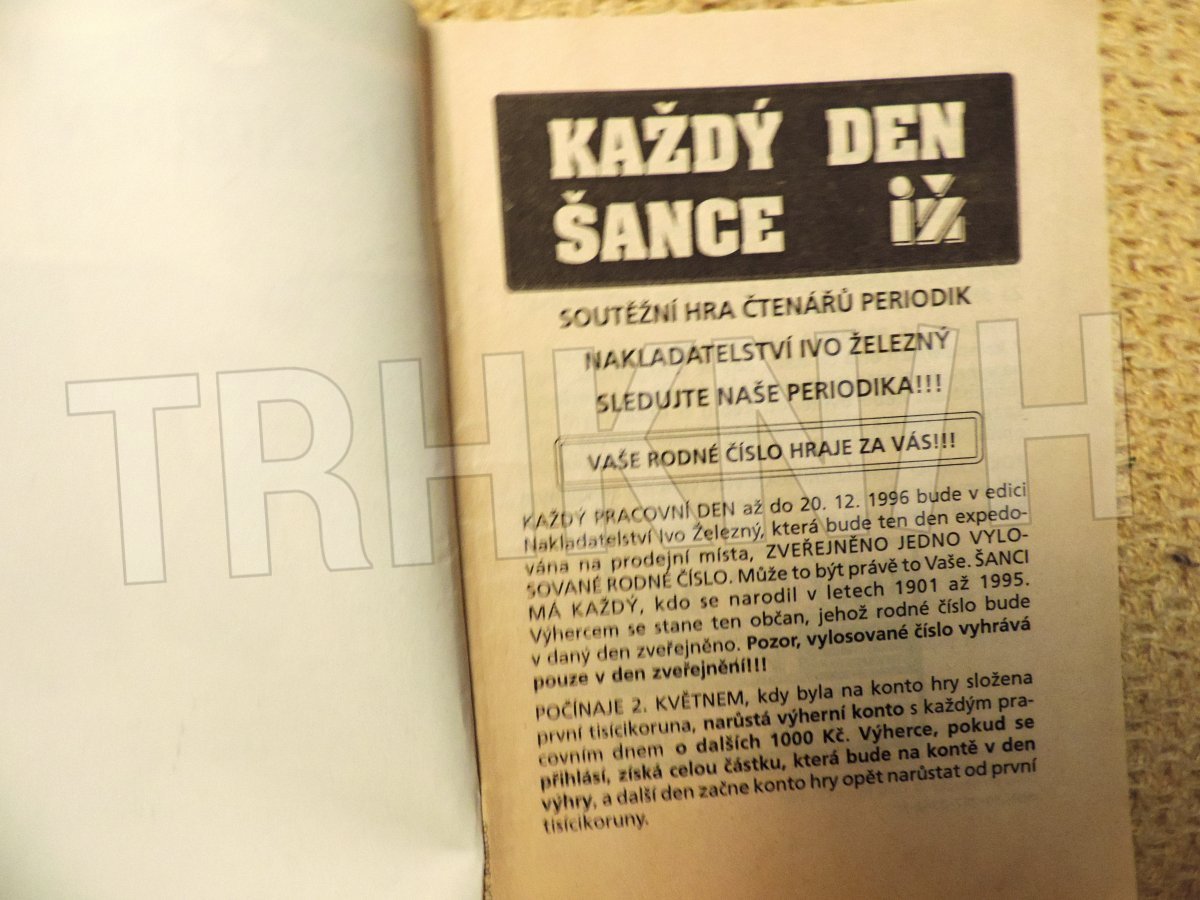 KAŽDÝ DEN
ŠANCE iŽ
SOUTĚŽNÍ HRA ČTENÁŘŮ PERIODIK
NAKLADATELSTVÍ IVO ŽELEZNÝ
SLEDUJTE NAŠE PERIODIKA!!!
VAŠE RODNÉ ČÍSLO HRAJE ZA VÁS!!!
KAŽDÝ PRACOVNÍ DEN až do 20. 12. 1996 bude v edici
Nakladatelství Ivo Železný, která bude ten den expedo-
vána na prodejní místa, ZVEŘEJNĚNO JEDNO VYLO-
SOVANÉ RODNÉ ČÍSLO. Může to být právě to Vaše. ŠANCI
MÁ KAŽDÝ, kdo se narodil v letech 1901 až 1995.
Výhercem se stane ten občan, jehož rodné číslo bude
v daný den zveřejněno. Pozor, vylosované číslo vyhrává
pouze v den zveřejnění!!!
POČÍNAJE 2. KVĚTNEM, kdy byla na konto hry složena
první tisícikoruna, narůstá výherní konto s každým pra-
covním dnem o dalších 1000 Kč. Výherce, pokud se
přihlásí, získá celou částku, která bude na kontě v den
výhry, a další den začne konto hry opět narůstat od první
tisícikoruny.
TRHKNIH